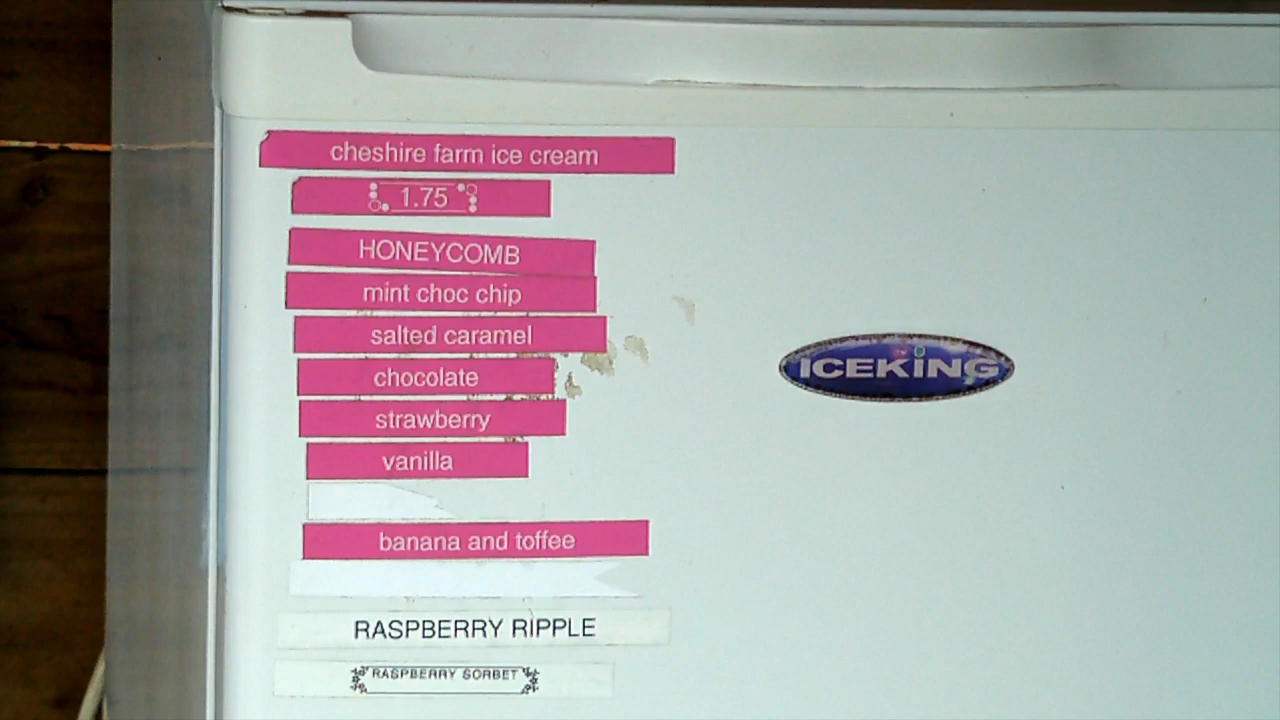 cheshire farm ice cream
1.75
HONEYCOMB
mint choc chip
salted caramel
chocolate
strawberry
vanilla
banana and toffee
RASPBERRY RIPPLE
RASPBERRY SORBET
ICEKING